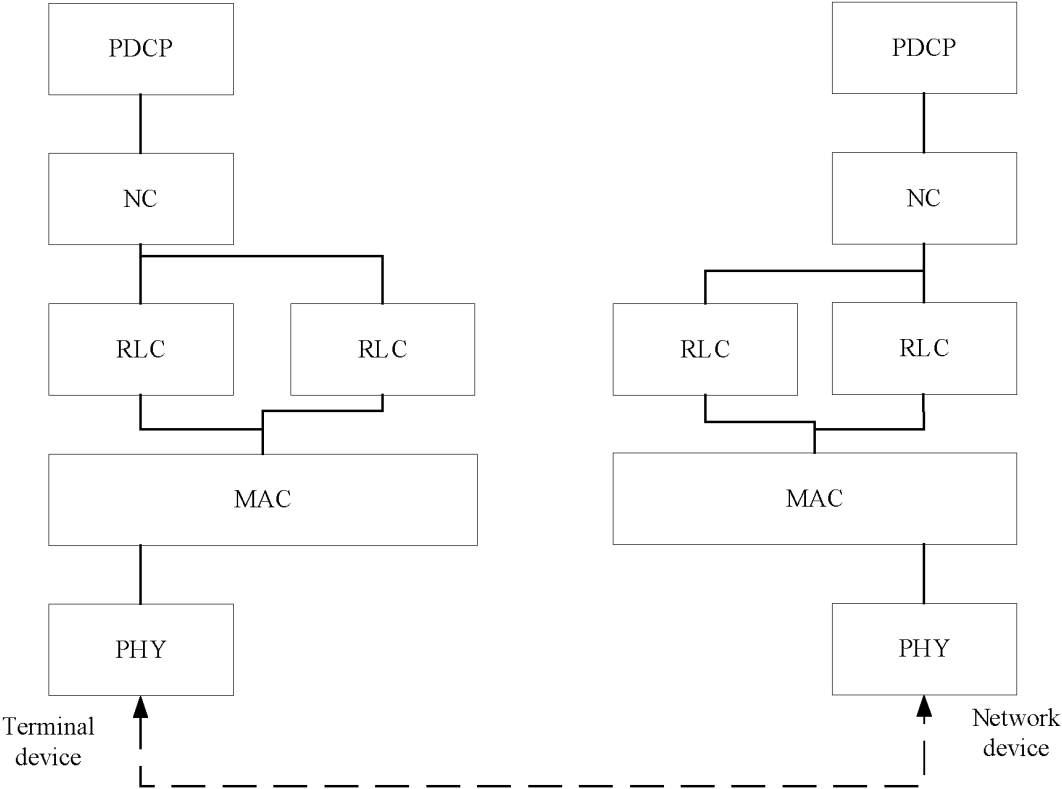 PDCP
PDCP
NC
NC
RLC
RLC
RLC
RLC
MAC
MAC
PHY
PHY
Terminal
device
Network
device